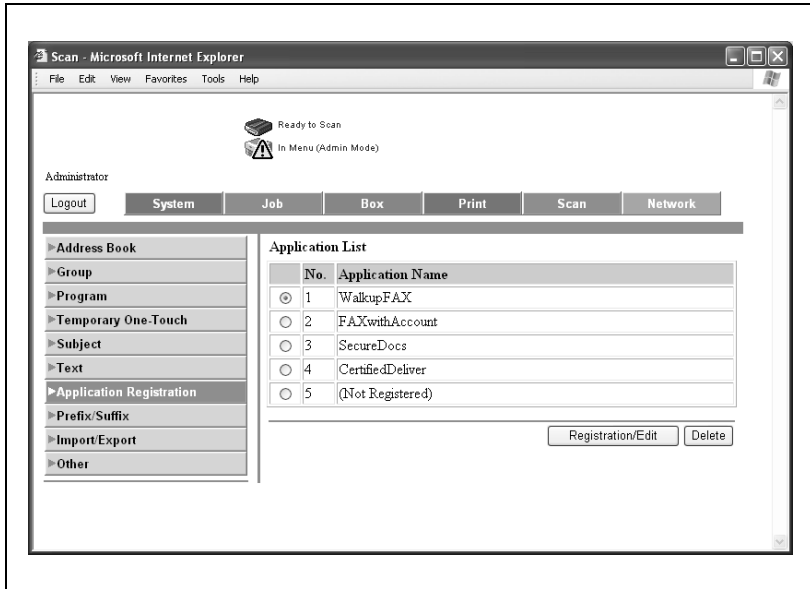 Scan - Microsoft Internet Explorer
File Edit View Favorites Tools Help
Ready to Scan
In Menu (Admin Mode)
Administrator
Logout System Job Box Print Scan Network
Address Book
Group
Program
Temporary One-Touch
Subject
Text
Application Registration
Prefix/Suffix
Import/Export
Other
Application List
No. Application Name
1 WalkupFAX
2 FAXwithAccount
3 SecureDocs
4 CertifiedDeliver
5 (Not Registered)
Registration/Edit Delete